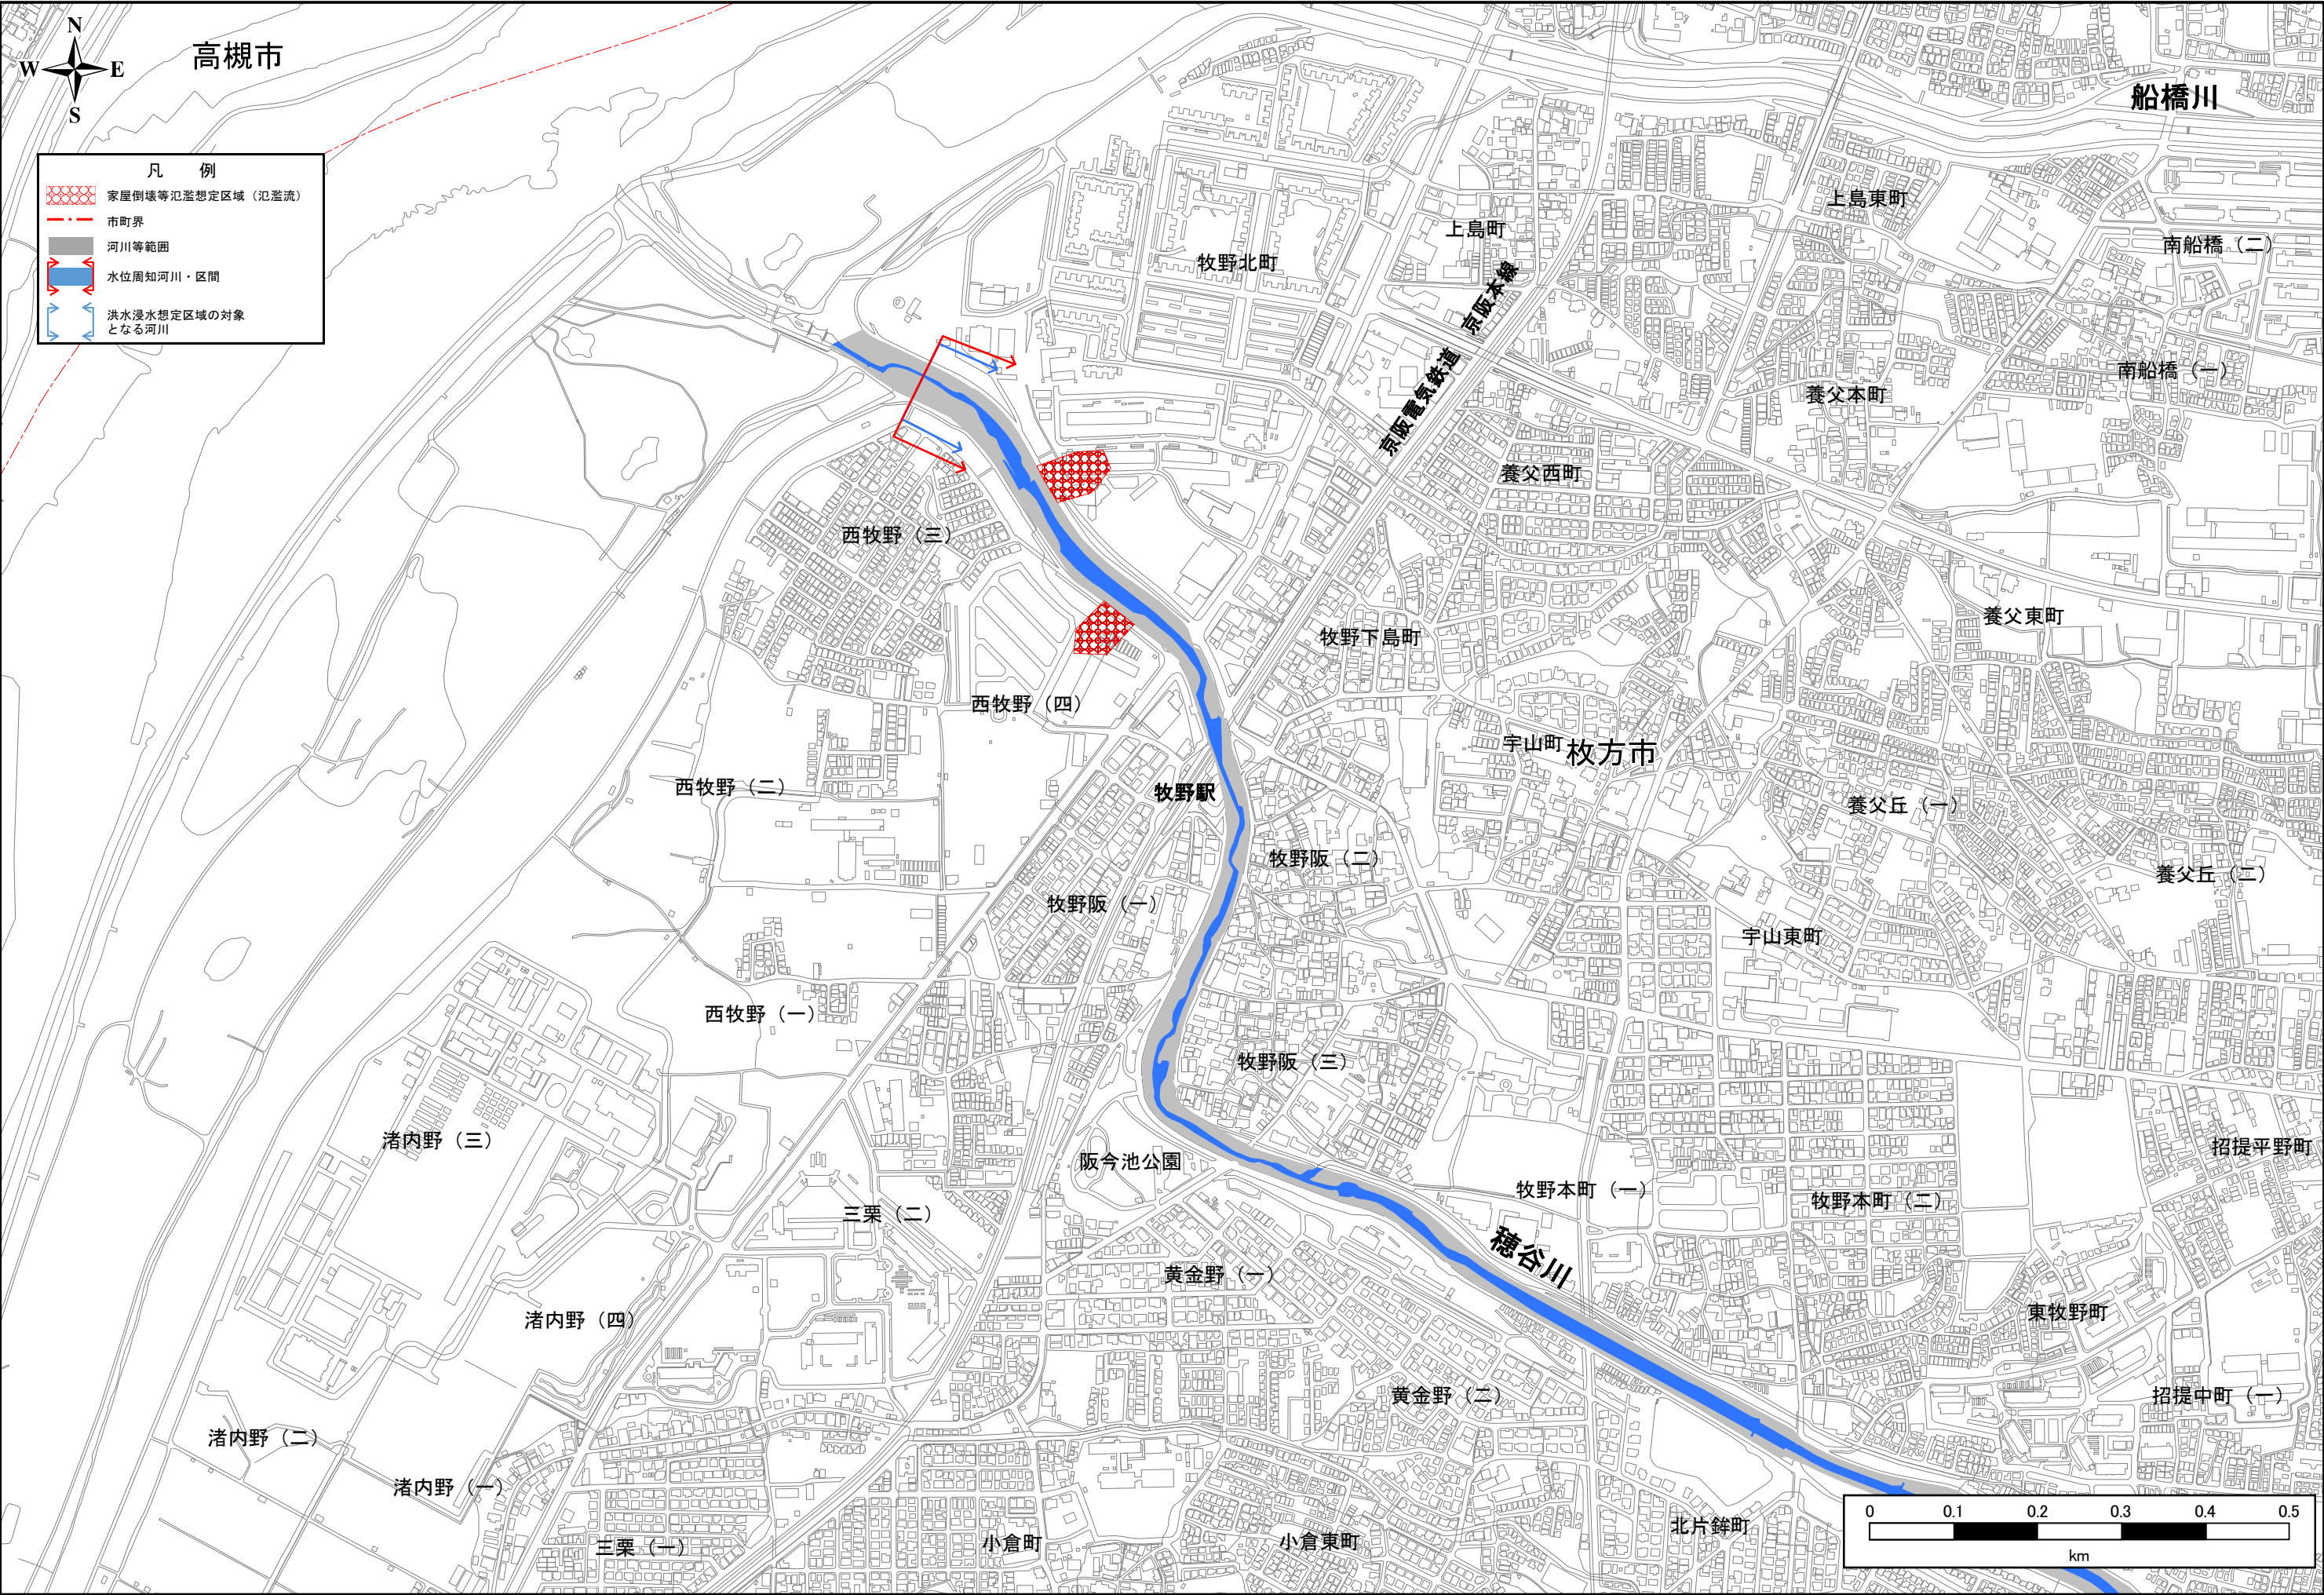 N
W
E
S
高槻市
凡　例
家屋倒壊等氾濫想定区域（氾濫流）
市町界
河川等範囲
水位周知河川・区間
洪水浸水想定区域の対象
となる河川
船橋川
上島東町
上島町
南船橋（二）
牧野北町
京阪本線
京阪電気鉄道
南船橋（一）
養父本町
養父西町
西牧野（三）
養父東町
牧野下島町
西牧野（四）
宇山町
枚方市
西牧野（二）
牧野駅
養父丘（一）
牧野阪（二）
養父丘（二）
牧野阪（一）
宇山東町
西牧野（一）
牧野阪（三）
渚内野（三）
招提平野町
阪今池公園
牧野本町（一）
牧野本町（二）
三栗（二）
穂谷川
黄金野（一）
渚内野（四）
東牧野町
黄金野（二）
招提中町（一）
渚内野（二）
渚内野（一）
北片鉾町
三栗（一）
小倉町
小倉東町
0 0.1 0.2 0.3 0.4 0.5
km